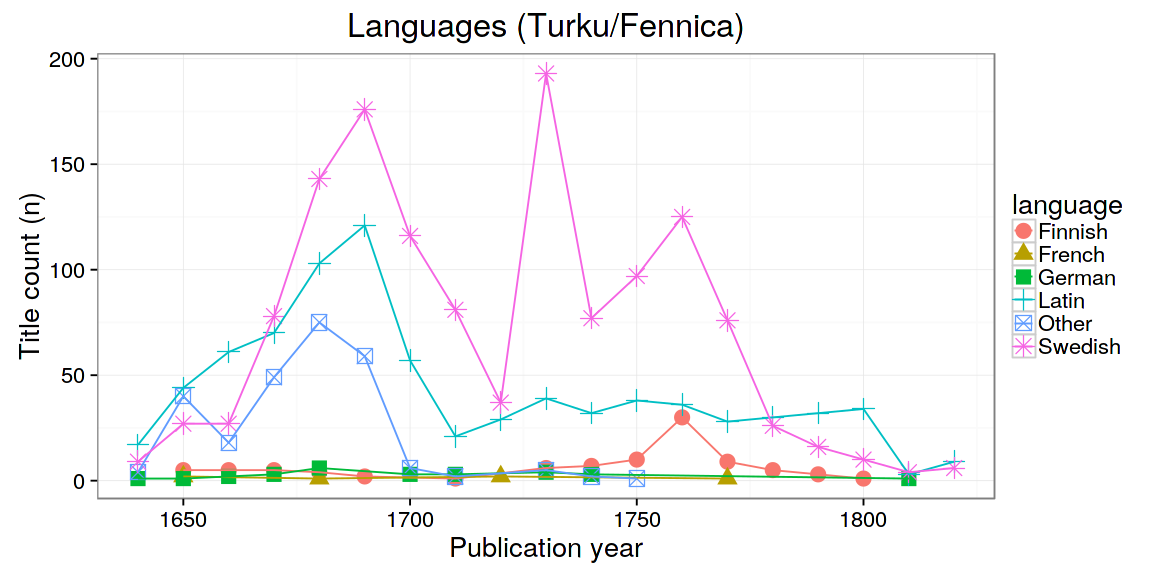 Languages (Turku/Fennica)
Title count (n)
200
150
100
50
0
1650
1700
1750
1800
Publication year
language
Finnish
French
German
Latin
Other
Swedish